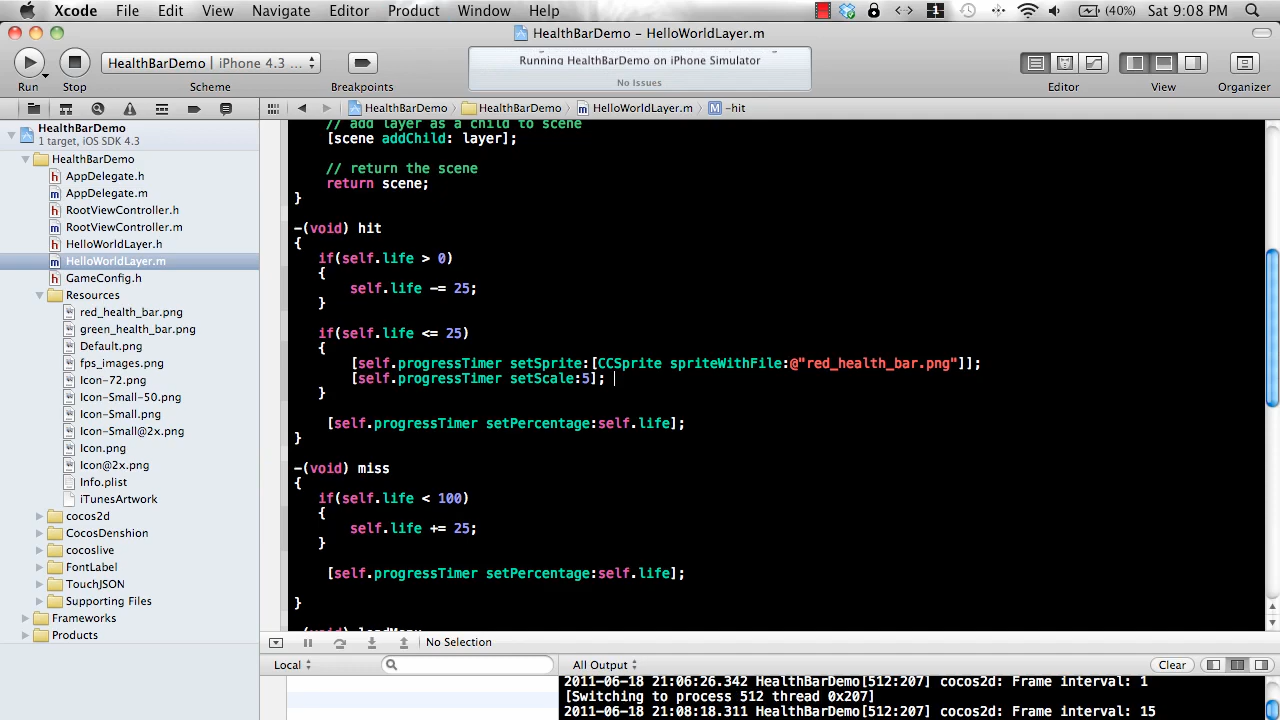 Xcode File Edit View Navigate Editor Product Window Help 1 (40%) Sat 9:08 PM
HealthBarDemo – HelloWorldLayer.m
HealthBarDemo iPhone 4.3 ...
Running HealthBarDemo on iPhone Simulator
No Issues
Run Stop Scheme Breakpoints Editor View Organizer
HealthBarDemo HealthBarDemo HelloWorldLayer.m M -hit
HealthBarDemo
1 target, iOS SDK 4.3
HealthBarDemo
h AppDelegate.h
m AppDelegate.m
h RootViewController.h
m RootViewController.m
h HelloWorldLayer.h
m HelloWorldLayer.m
h GameConfig.h
Resources
red_health_bar.png
green_health_bar.png
Default.png
fps_images.png
Icon-72.png
Icon-Small-50.png
Icon-Small.png
Icon-Small@2x.png
Icon.png
Icon@2x.png
Info.plist
iTunesArtwork
cocos2d
CocosDenshion
cocoslive
FontLabel
TouchJSON
Supporting Files
Frameworks
Products
// add layer as a child to scene
[scene addChild: layer];
// return the scene
return scene;
}
-(void) hit
{
if(self.life > 0)
{
self.life -= 25;
}
if(self.life <= 25)
{
[self.progressTimer setSprite:[CCSprite spriteWithFile:@"red_health_bar.png"]];
[self.progressTimer setScale:5];
}
[self.progressTimer setPercentage:self.life];
}
-(void) miss
{
if(self.life < 100)
{
self.life += 25;
}
[self.progressTimer setPercentage:self.life];
}
No Selection
Local
All Output
Clear
2011-06-18 21:06:26.342 HealthBarDemo[512:207] cocos2d: Frame interval: 1
[Switching to process 512 thread 0x207]
2011-06-18 21:08:18.311 HealthBarDemo[512:207] cocos2d: Frame interval: 15